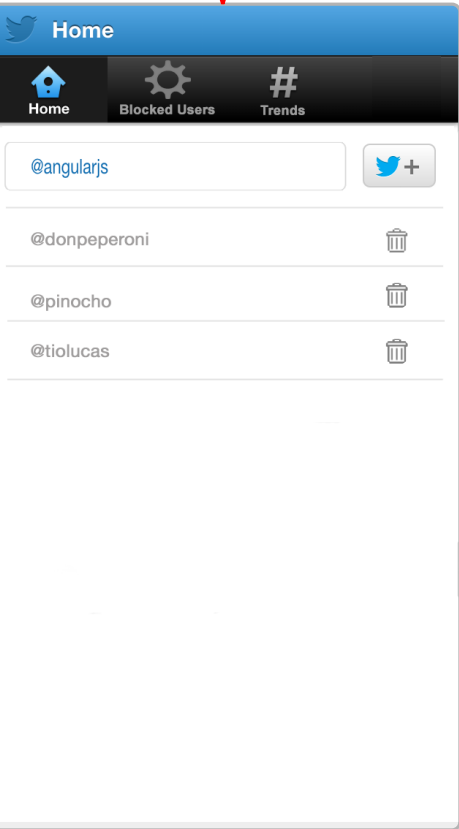 Home
Home
Blocked Users
# Trends
@angularjs
+
@donpeperoni
@pinocho
@tiolucas